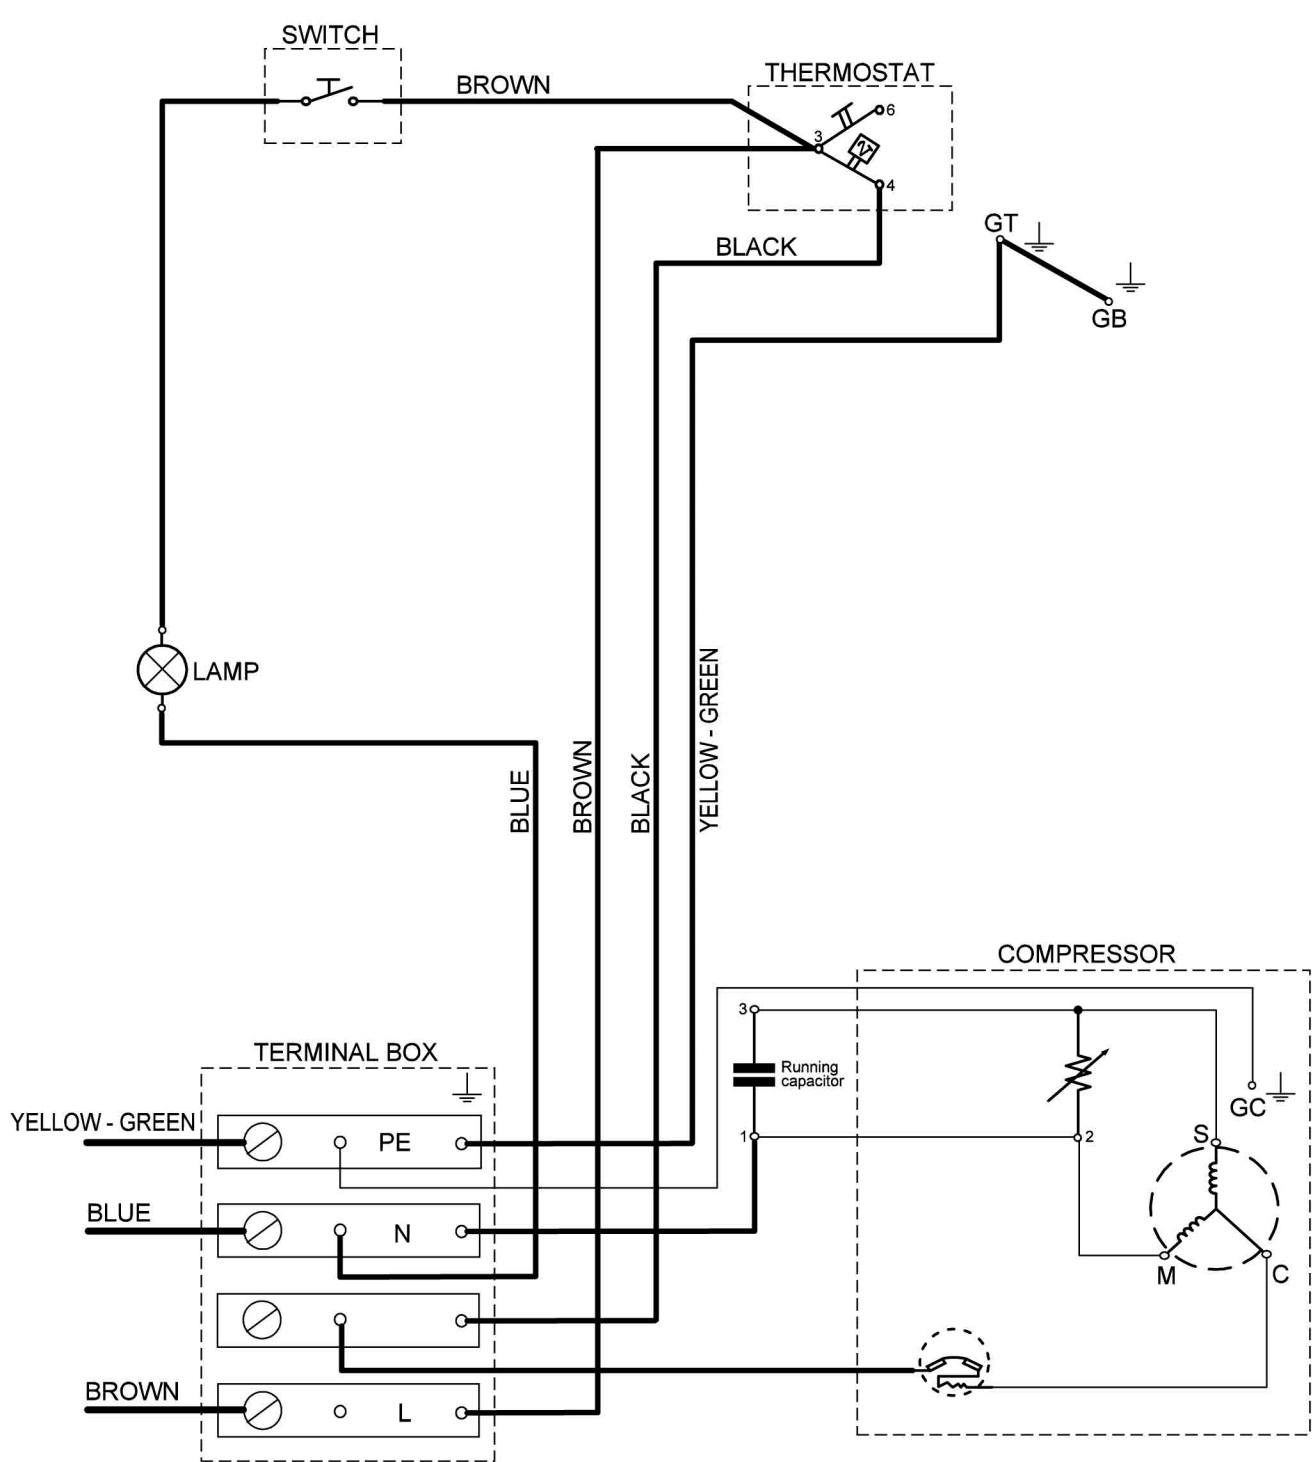 SWITCH
BROWN
THERMOSTAT
6
3
4
BLACK
GT
GB
LAMP
BLUE
BROWN
BLACK
YELLOW - GREEN
COMPRESSOR
3
Running
capacitor
1
2
GC
S
M
C
TERMINAL BOX
YELLOW - GREEN
PE
BLUE
N
BROWN
L